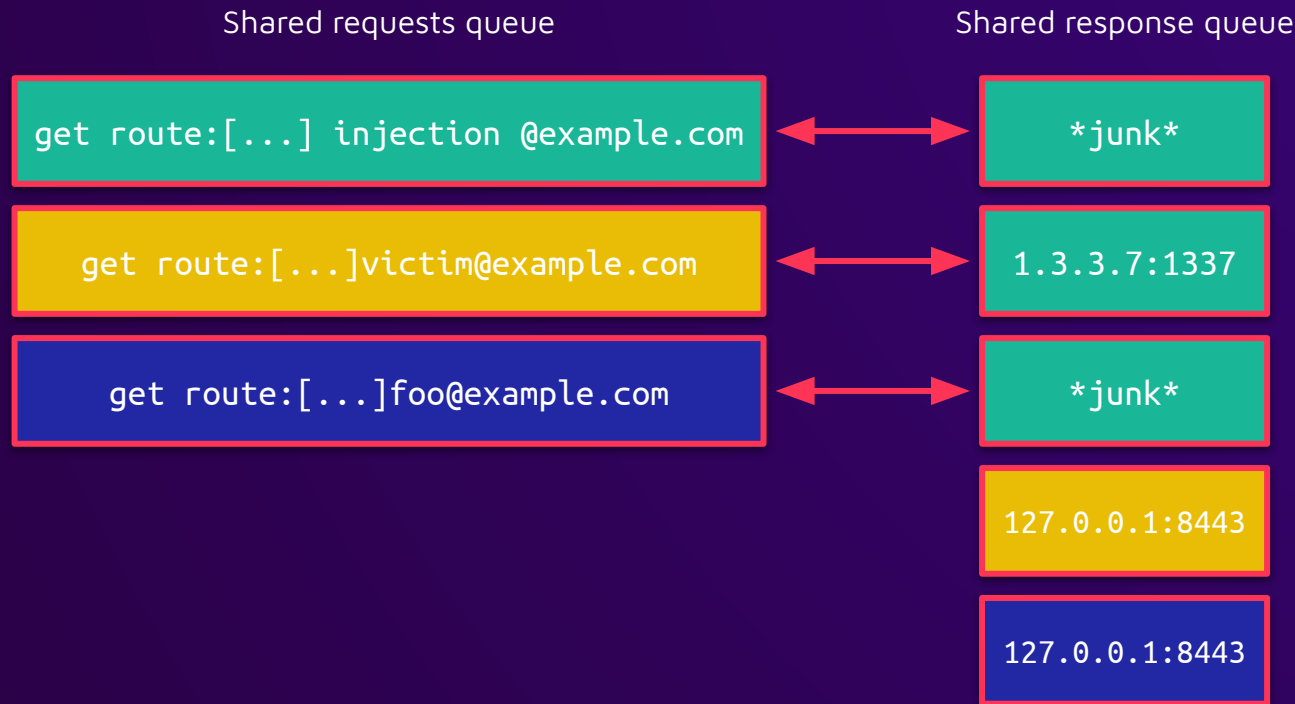 Shared requests queue
Shared response queue
get route:[...] injection @example.com
*junk*
get route:[...]victim@example.com
1.3.3.7:1337
get route:[...]foo@example.com
*junk*
127.0.0.1:8443
127.0.0.1:8443